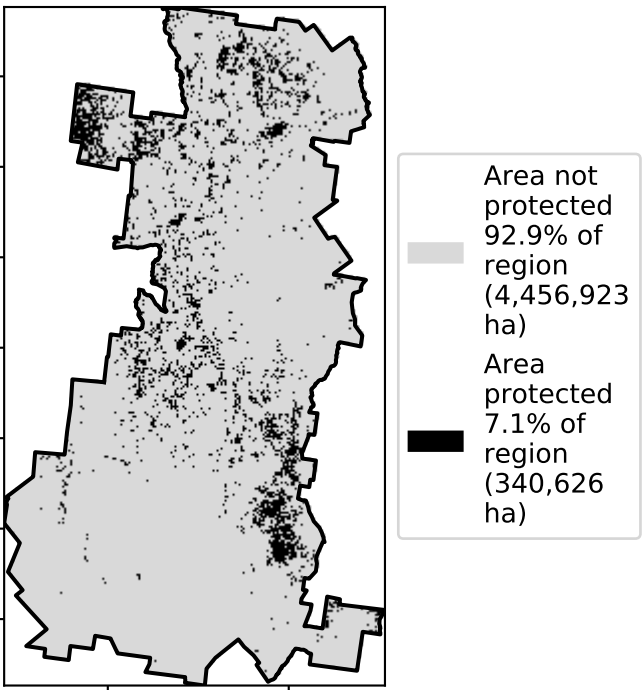 Area not
protected
92.9% of
region
(4,456,923
ha)
Area
protected
7.1% of
region
(340,626
ha)